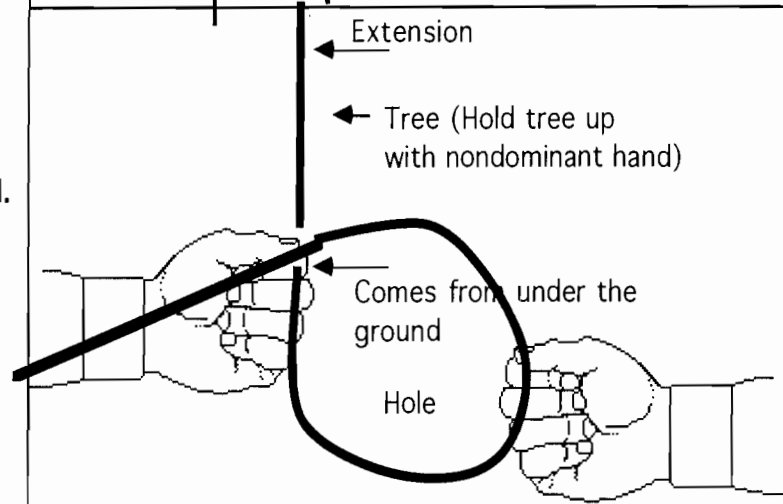 Extension
Tree (Hold tree up
with nondominant hand)
Comes from under the
ground
Hole